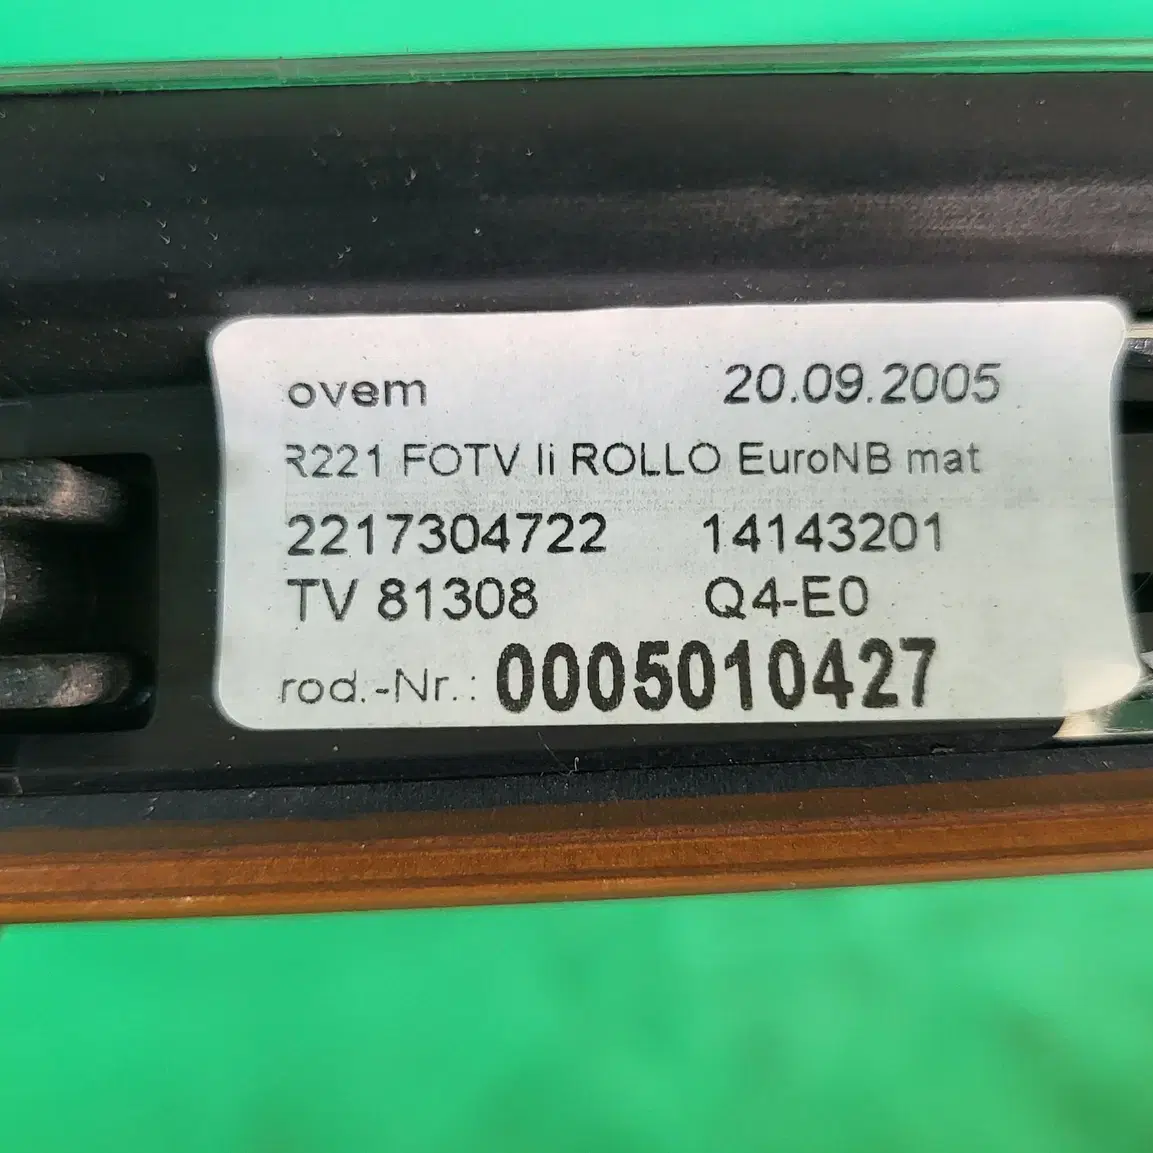 ovem 20.09.2005
R221 FOTV li ROLLO EuroNB mat
2217304722 14143201
TV 81308 Q4-E0
rod.-Nr.: 0005010427